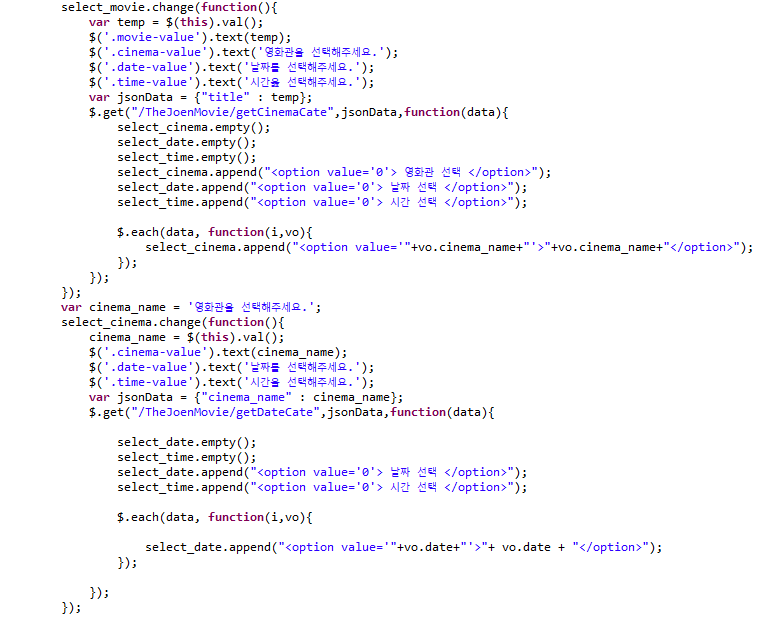 select_movie.change(function(){
var temp = $(this).val();
$('.movie-value').text(temp);
$('.cinema-value').text('영화관을 선택해주세요.');
$('.date-value').text('날짜를 선택해주세요.');
$('.time-value').text('시간을 선택해주세요.');
var jsonData = {"title" : temp};
$.get("/TheJoenMovie/getCinemaCate",jsonData,function(data){
select_cinema.empty();
select_date.empty();
select_time.empty();
select_cinema.append("<option value='0'> 영화관 선택 </option>");
select_date.append("<option value='0'> 날짜 선택 </option>");
select_time.append("<option value='0'> 시간 선택 </option>");
$.each(data, function(i,vo){
select_cinema.append("<option value='"+vo.cinema_name+"'>"+vo.cinema_name+"</option>");
});
});
});
var cinema_name = '영화관을 선택해주세요.';
select_cinema.change(function(){
cinema_name = $(this).val();
$('.cinema-value').text(cinema_name);
$('.date-value').text('날짜를 선택해주세요.');
$('.time-value').text('시간을 선택해주세요.');
var jsonData = {"cinema_name" : cinema_name};
$.get("/TheJoenMovie/getDateCate",jsonData,function(data){
select_date.empty();
select_time.empty();
select_date.append("<option value='0'> 날짜 선택 </option>");
select_time.append("<option value='0'> 시간 선택 </option>");
$.each(data, function(i,vo){
select_date.append("<option value='"+vo.date+"'>"+ vo.date + "</option>");
});
});
});